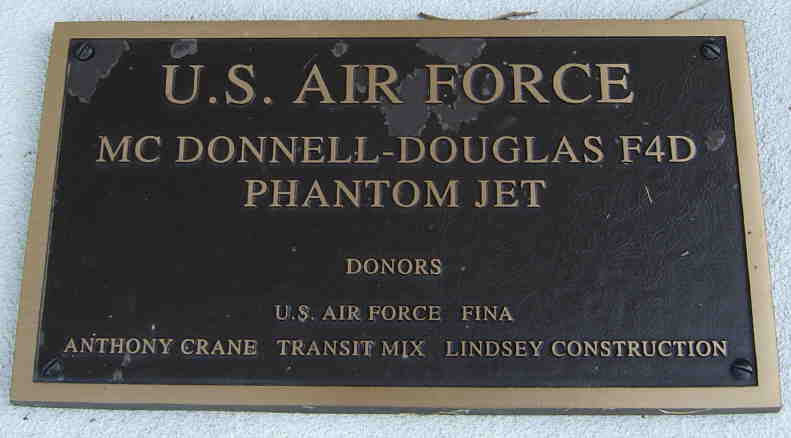 U.S. AIR FORCE
MC DONNELL-DOUGLAS F4D
PHANTOM JET
DONORS
U.S. AIR FORCE FINA
ANTHONY CRANE TRANSIT MIX LINDSEY CONSTRUCTION